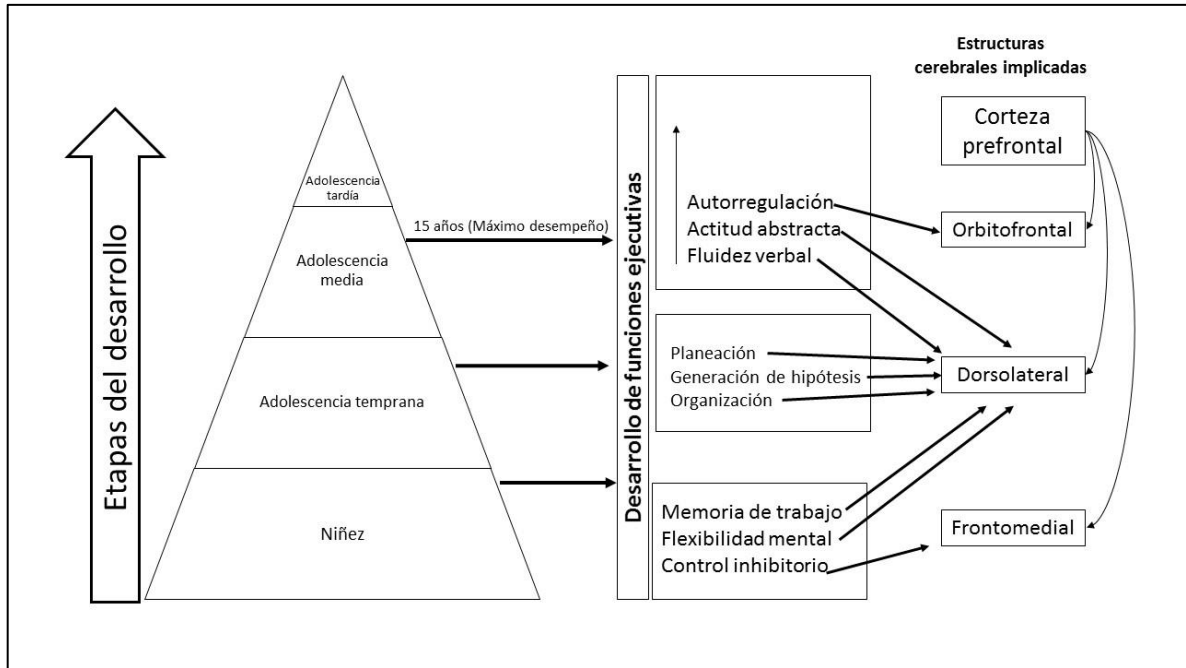 Etapas del desarrollo
Adolescencia
tardía
Adolescencia
media
Adolescencia temprana
Niñez
15 años (Máximo desempeño)
Desarrollo de funciones ejecutivas
Autorregulación
Actitud abstracta
Fluidez verbal
Planeación
Generación de hipótesis
Organización
Memoria de trabajo
Flexibilidad mental
Control inhibitorio
Estructuras
cerebrales implicadas
Corteza
prefrontal
Orbitofrontal
Dorsolateral
Frontomedial